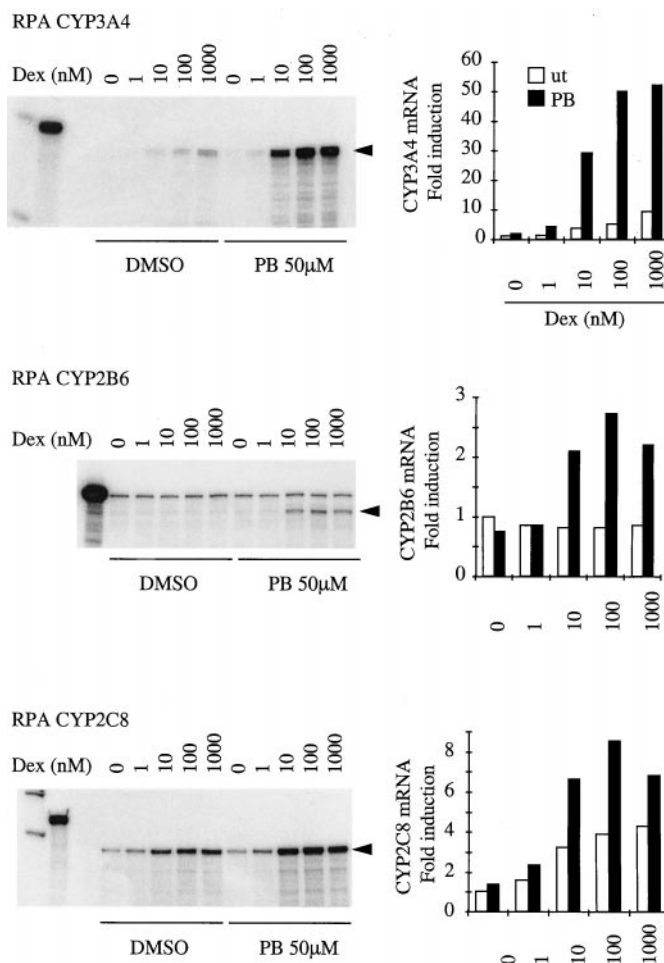 RPA CYP3A4
Dex (nM) 0 1 10 100 1000 0 1 10 100 1000
DMSO PB 50μM
CYP3A4 mRNA
Fold induction
60
50
40
30
20
10
0
ut
PB
0 1 10 100 1000
Dex (nM)
RPA CYP2B6
Dex (nM) 0 1 10 100 1000 0 1 10 100 1000
DMSO PB 50μM
CYP2B6 mRNA
Fold induction
3
2
1
0
0 1 10 100 1000
RPA CYP2C8
Dex (nM) 0 1 10 100 1000 0 1 10 100 1000
DMSO PB 50μM
CYP2C8 mRNA
Fold induction
8
6
4
2
0
0 1 10 100 1000